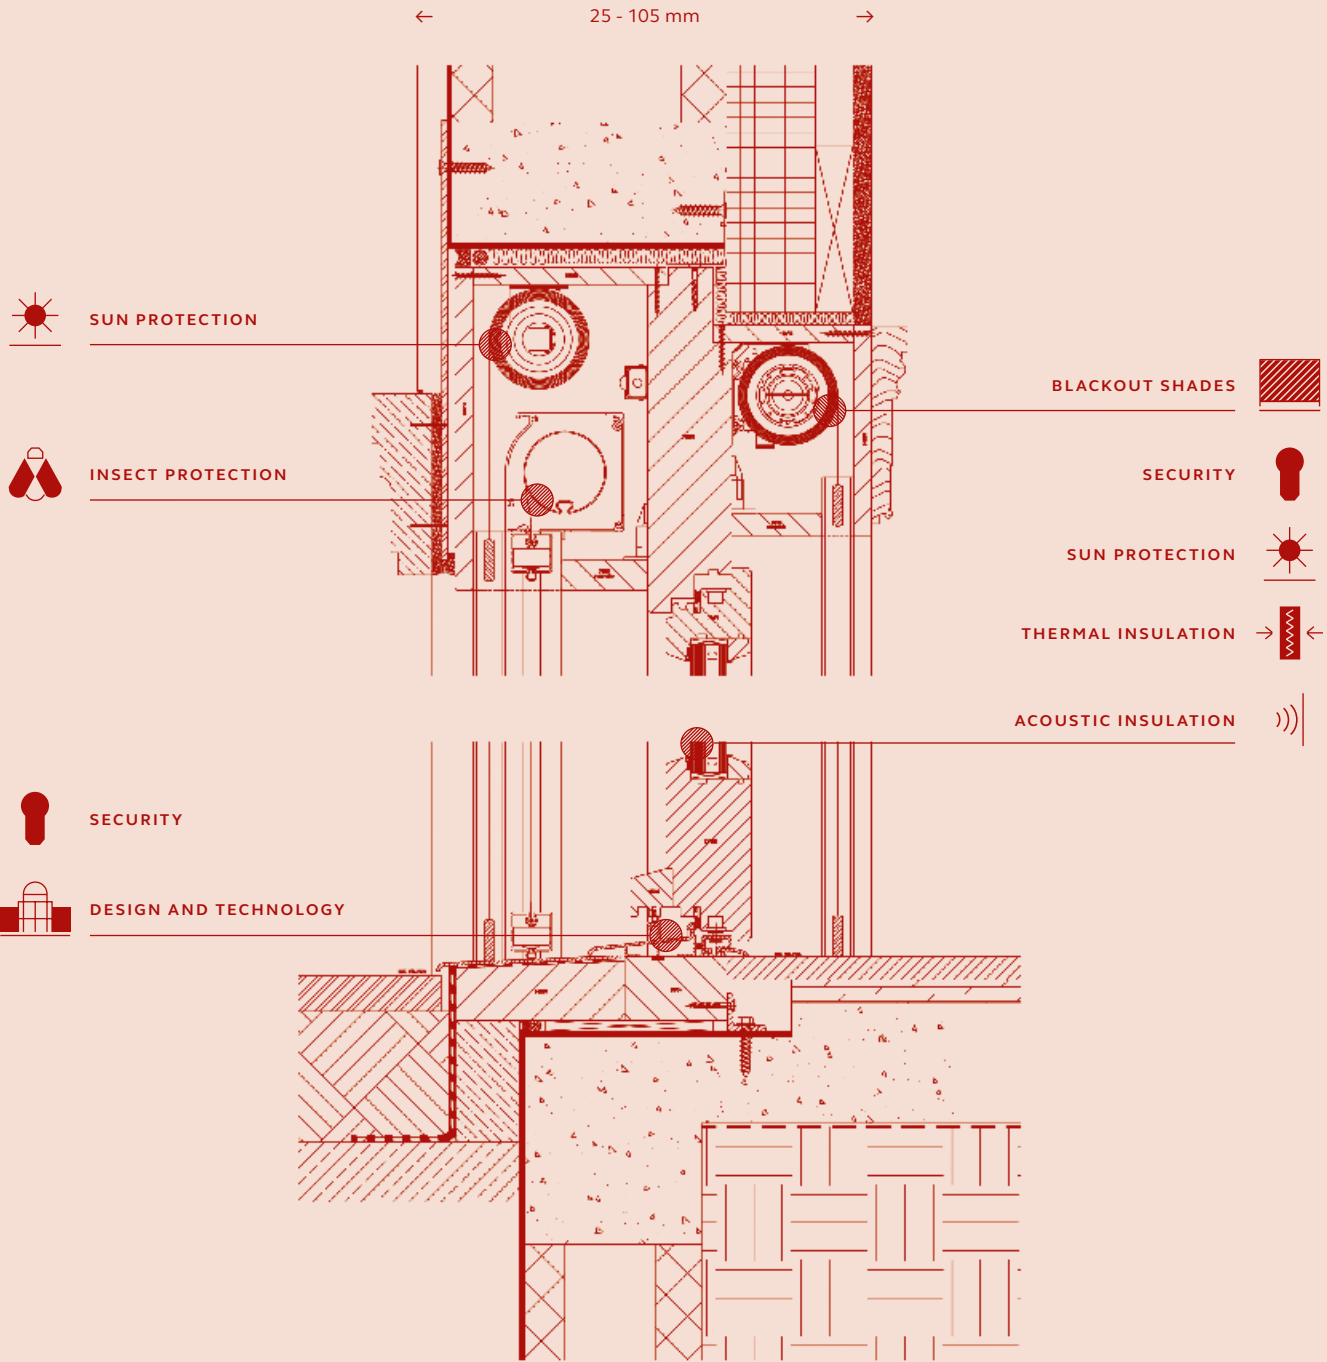 25 - 105 mm
SUN PROTECTION
BLACKOUT SHADES
INSECT PROTECTION
SECURITY
SUN PROTECTION
THERMAL INSULATION
ACOUSTIC INSULATION
SECURITY
DESIGN AND TECHNOLOGY